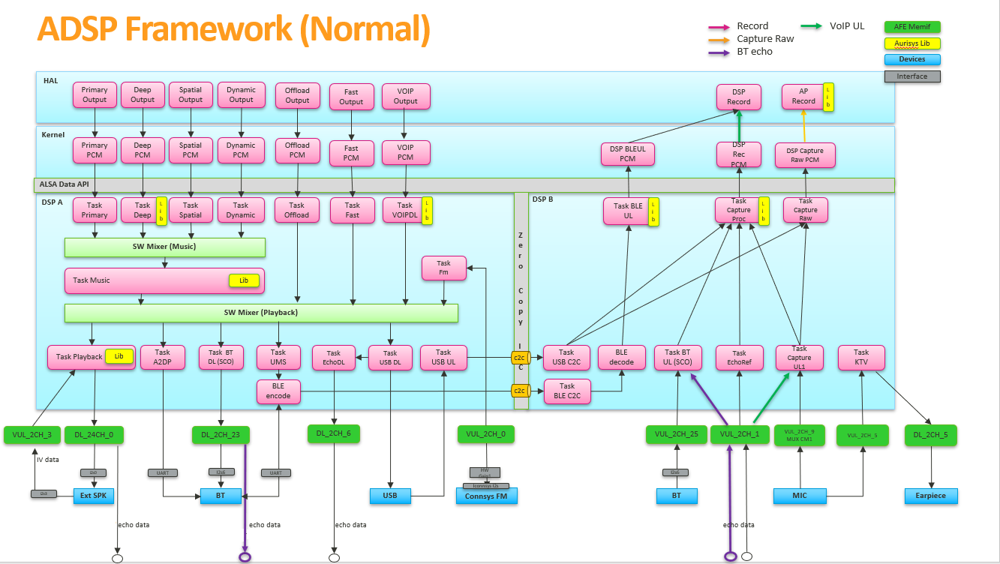 ADSP Framework (Normal)
Record
VoIP UL
Capture Raw
BT echo
AFE Memif
Aurisys Lib
Devices
Interface
HAL
Primary
Output
Deep
Output
Spatial
Output
Dynamic
Output
Offload
Output
Fast
Output
VOIP
Output
DSP
Record
AP
Record
L
i
b
Kernel
Primary
PCM
Deep
PCM
Spatial
PCM
Dynamic
PCM
Offload
PCM
Fast
PCM
VOIP
PCM
DSP BLEUL
PCM
DSP
Rec
PCM
DSP Capture
Raw PCM
ALSA Data API
DSP A
Task
Primary
Task
Deep
L
i
b
Task
Spatial
Task
Dynamic
Task
Offload
Task
Fast
Task
VOIPDL
L
i
b
SW Mixer (Music)
Task Music
Lib
Task
Fm
SW Mixer (Playback)
Task Playback
Lib
Task
A2DP
Task BT
DL (SCO)
Task
UMS
Task
EchoDL
Task
USB DL
Task
USB UL
BLE
encode
Z
e
r
o
C
o
p
y
I
C
c2c
c2c
DSP B
Task BLE
UL
L
i
b
Task
Capture
Proc
L
i
b
Task
Capture
Raw
Task
USB C2C
BLE
decode
Task BT
UL (SCO)
Task
EchoRef
Task
Capture
UL1
Task
KTV
Task
BLE C2C
VUL_2CH_3
DL_24CH_0
DL_2CH_23
DL_2CH_6
VUL_2CH_0
VUL_2CH_25
VUL_2CH_1
VUL_2CH_9
MUX CM1
VUL_2CH_5
DL_2CH_5
IV data
I2s0
UART
I2s6
UART
HW
Gain1
Iconnsys I2s
I2s6
Ext SPK
BT
USB
Connsys FM
BT
MIC
Earpiece
echo data
echo data
echo data
echo data